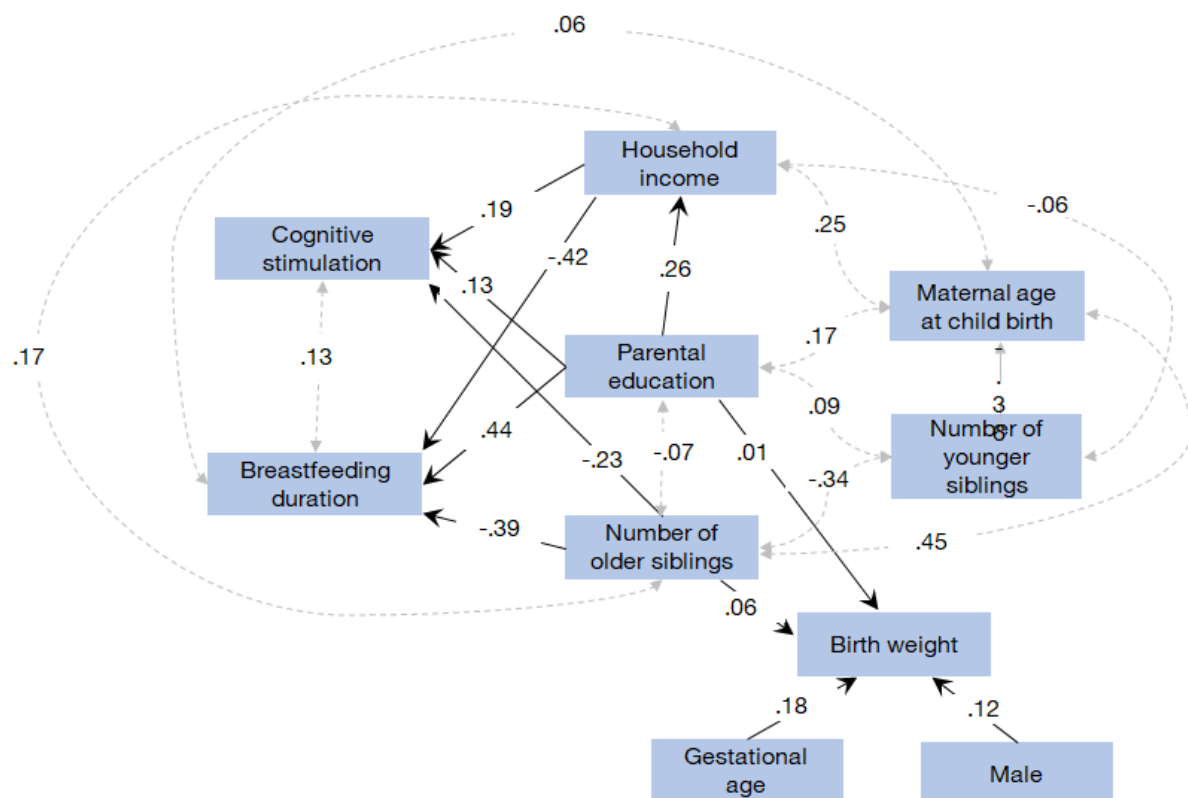 .06
Household
income
-.06
.19
Cognitive
stimulation
-.42
.25
.13
.26
Maternal age
at child birth
.17
.13
Parental
education
.17
-
.
3
.09
.44
Number of
younger
siblings
-.23
-.07
.01
-.34
Breastfeeding
duration
-.39
Number of
older siblings
.45
.06
Birth weight
.18
.12
Gestational
age
Male